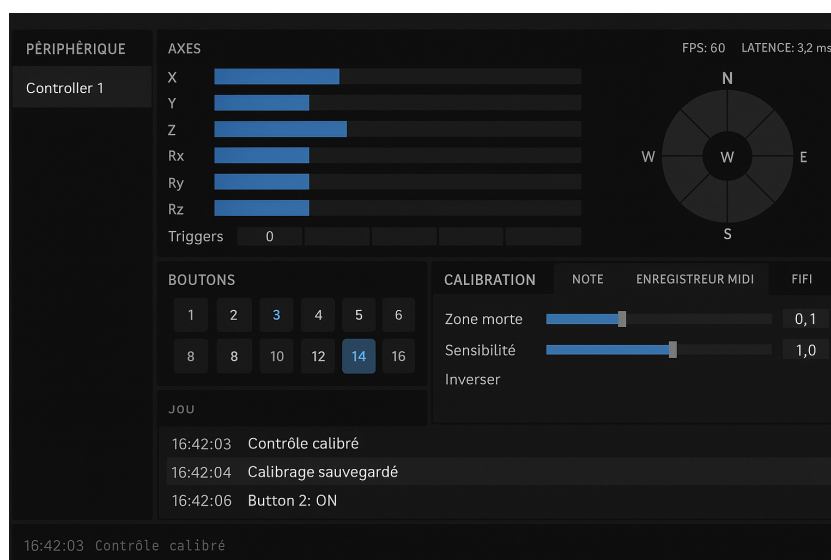 PÊRIPHÊRIQUE
Controller 1
AXES
FPS: 60 LATENCE: 3,2 ms
X
Y
Z
Rx
Ry
Rz
Triggers 0
N
W W E
S
BOUTONS
1 2 3 4 5 6
8 8 10 12 14 16
CALIBRATION NOTE ENREGISTREUR MIDI FIFI
Zone morte 0,1
Sensibilité 1,0
Inverser
JOU
16:42:03 Contrôle calibré
16:42:04 Calibrage sauvegardé
16:42:06 Button 2: ON
16:42:03 Contrôle calibré